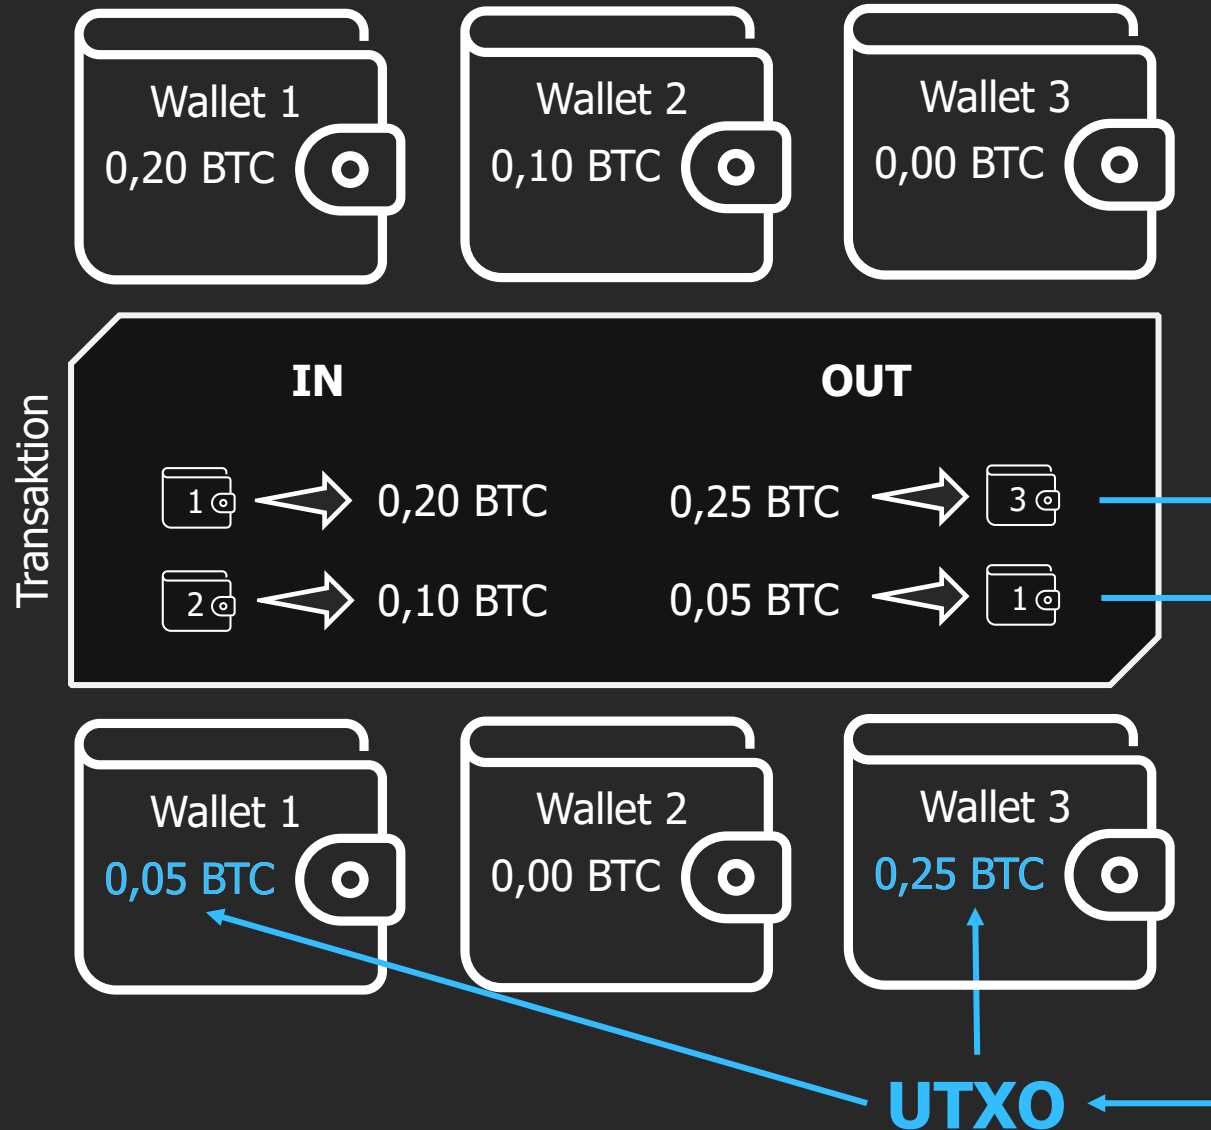 Wallet 1
0,20 BTC
Wallet 2
0,10 BTC
Wallet 3
0,00 BTC
Transaktion
IN
OUT
1 0,20 BTC
0,25 BTC 3
2 0,10 BTC
0,05 BTC 1
Wallet 1
0,05 BTC
Wallet 2
0,00 BTC
Wallet 3
0,25 BTC
UTXO